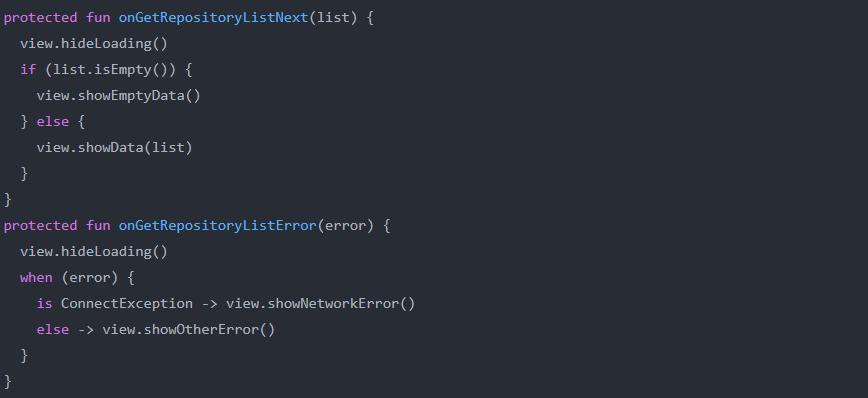 protected fun onGetRepositoryListNext(list) {
  view.hideLoading()
  if (list.isEmpty()) {
    view.showEmptyData()
  } else {
    view.showData(list)
  }
}
protected fun onGetRepositoryListError(error) {
  view.hideLoading()
  when (error) {
    is ConnectException -> view.showNetworkError()
    else -> view.showOtherError()
  }
}